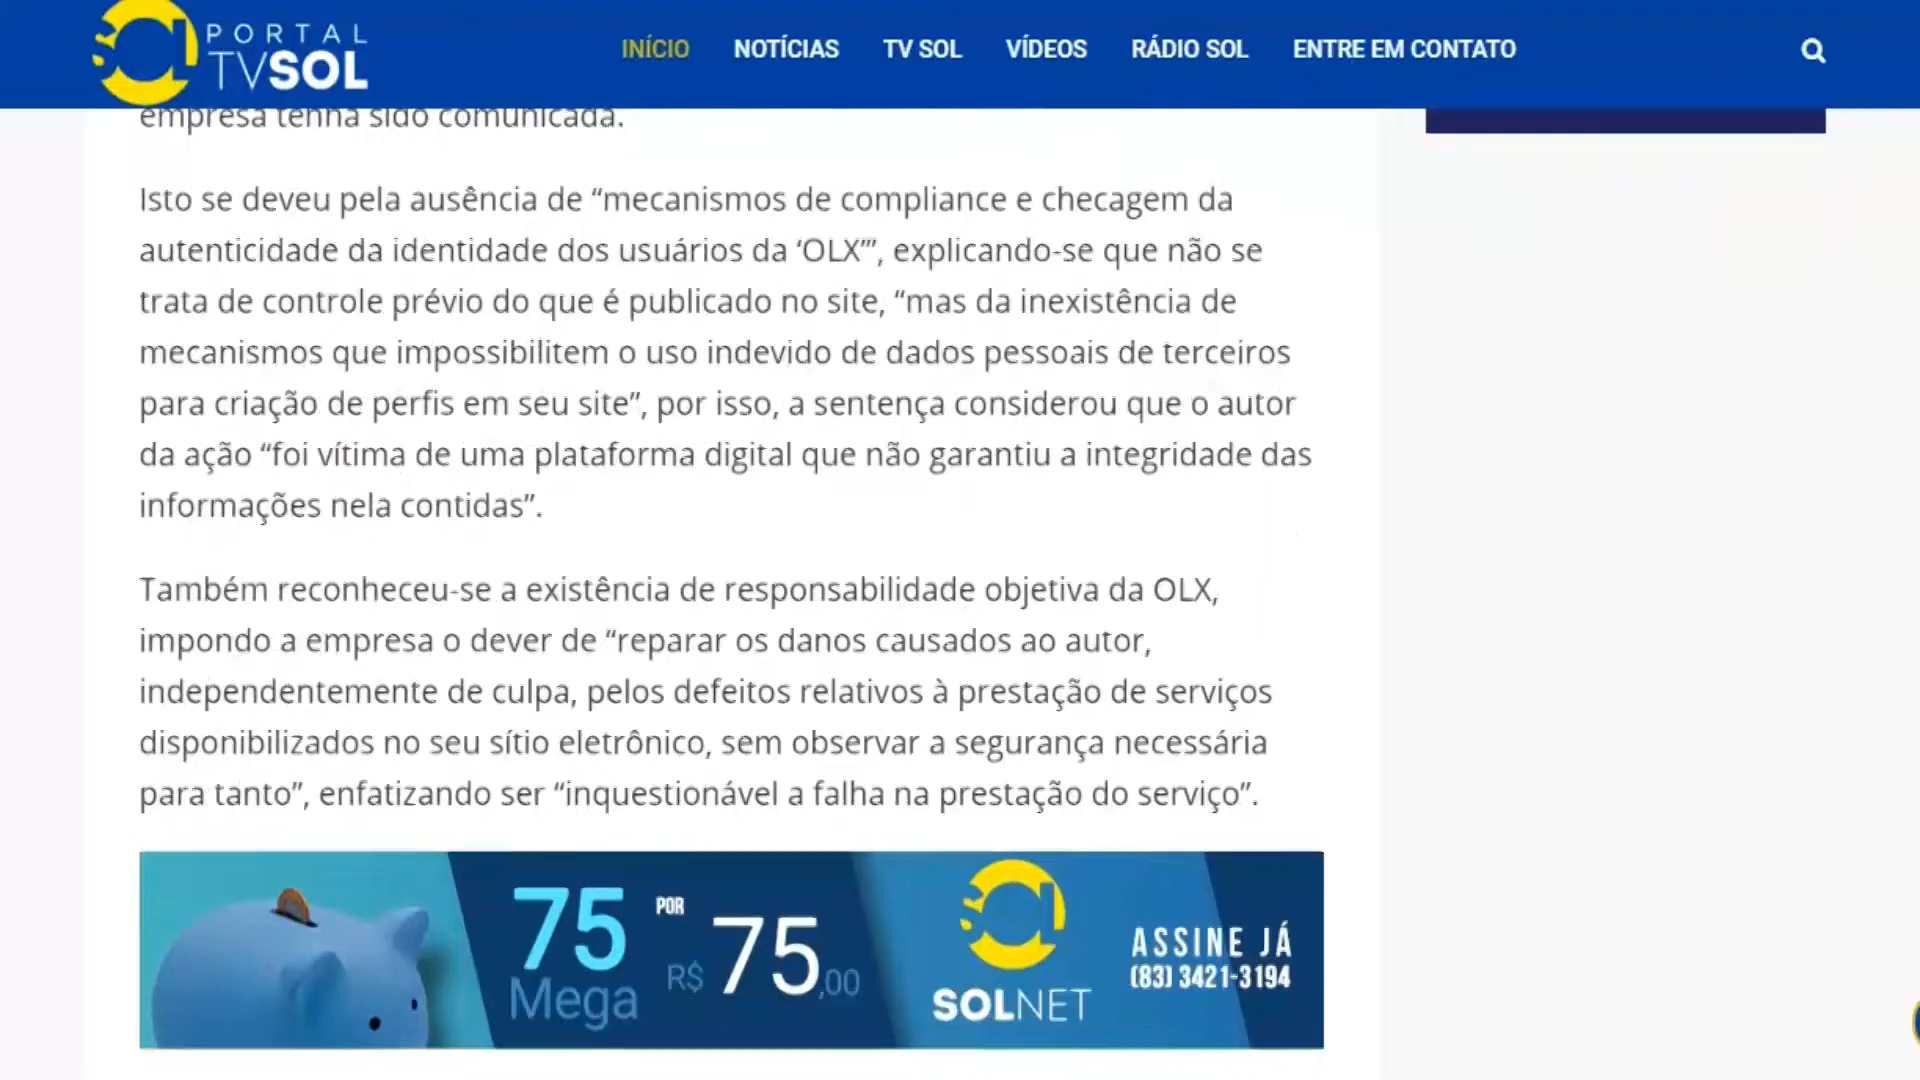 PORTAL
TVSOL
INÍCIO
NOTÍCIAS
TV SOL
VÍDEOS
RÁDIO SOL
ENTRE EM CONTATO
empresa tenha sido comunicada.
Isto se deveu pela ausência de “mecanismos de compliance e checagem da
autenticidade da identidade dos usuários da ‘OLX’”, explicando-se que não se
trata de controle prévio do que é publicado no site, “mas da inexistência de
mecanismos que impossibilitem o uso indevido de dados pessoais de terceiros
para criação de perfis em seu site”, por isso, a sentença considerou que o autor
da ação “foi vítima de uma plataforma digital que não garantiu a integridade das
informações nela contidas”.
Também reconheceu-se a existência de responsabilidade objetiva da OLX,
impondo a empresa o dever de “reparar os danos causados ao autor,
independentemente de culpa, pelos defeitos relativos à prestação de serviços
disponibilizados no seu sítio eletrônico, sem observar a segurança necessária
para tanto”, enfatizando ser “inquestionável a falha na prestação do serviço”.
75
Mega
POR
R$ 75,00
SOLNET
ASSINE JÁ
(83) 3421-3194